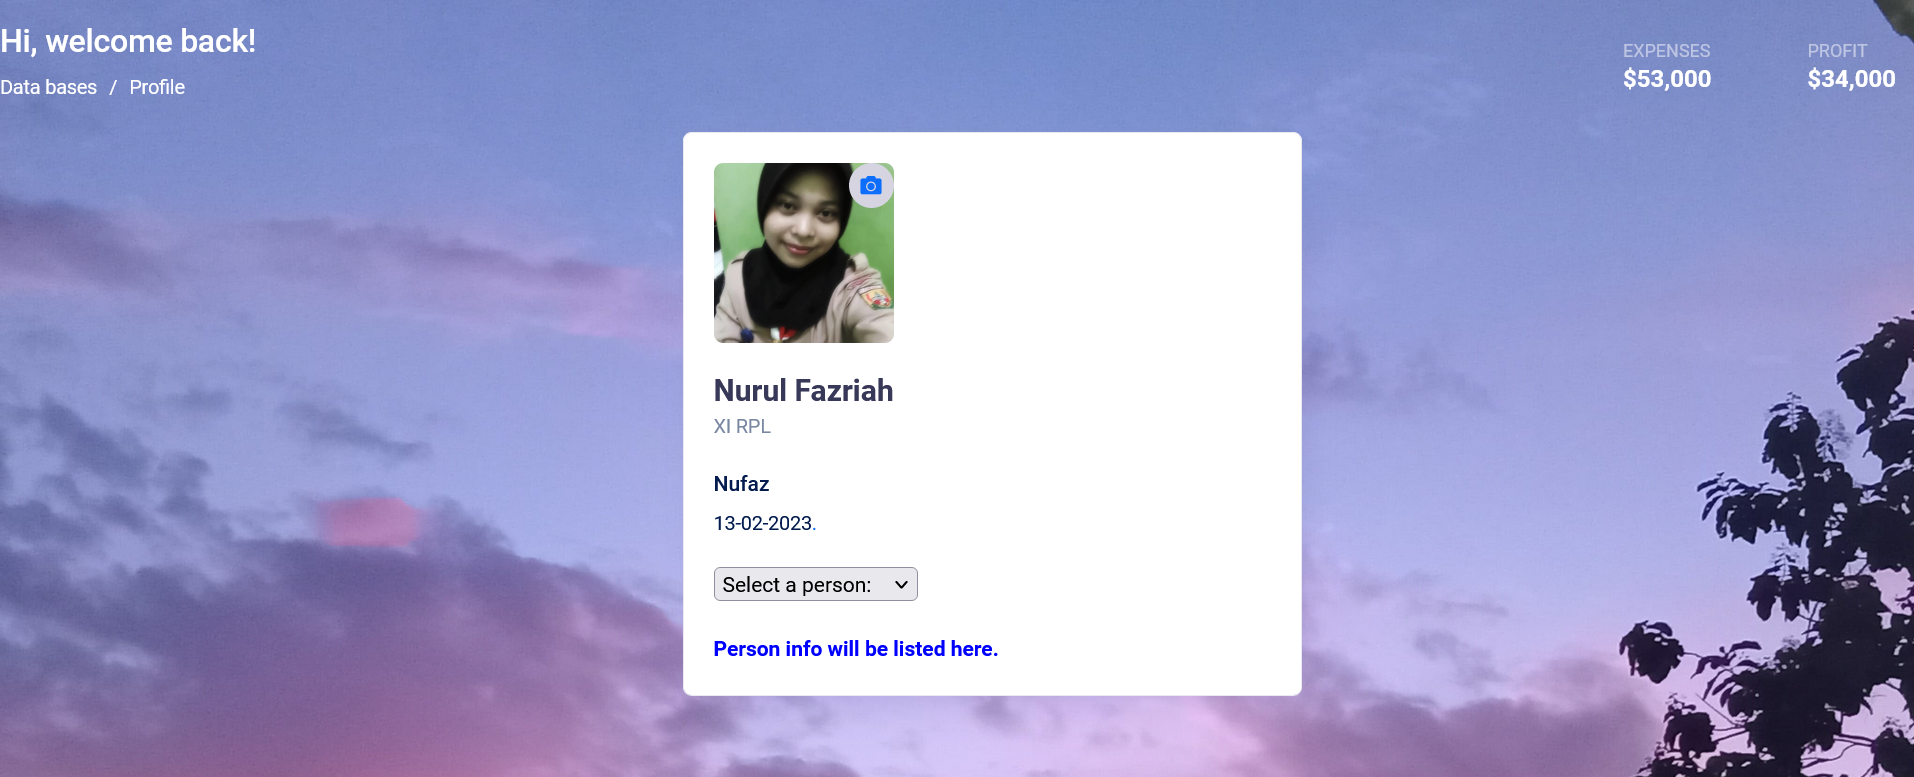 Hi, welcome back!
Data bases / Profile
EXPENSES
$53,000
PROFIT
$34,000
Nurul Fazriah
XI RPL
Nufaz
13-02-2023.
Select a person:
Person info will be listed here.